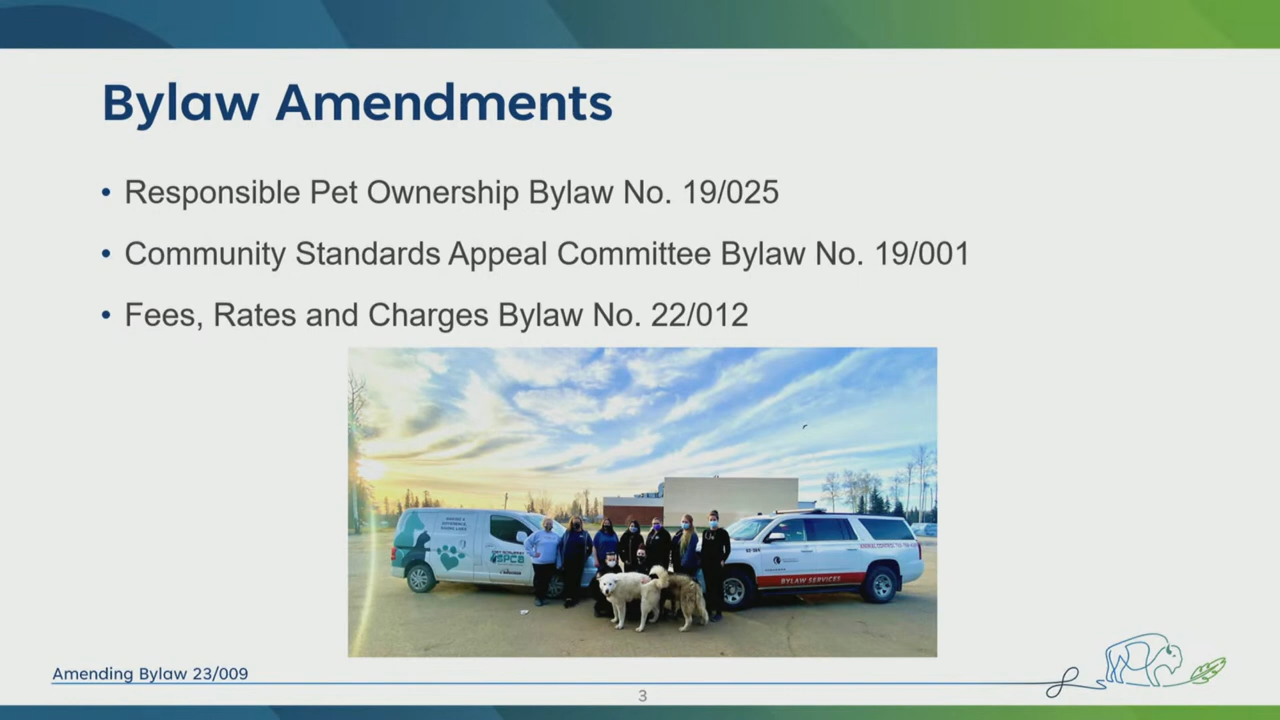 Bylaw Amendments
• Responsible Pet Ownership Bylaw No. 19/025
• Community Standards Appeal Committee Bylaw No. 19/001
• Fees, Rates and Charges Bylaw No. 22/012
SPCA
BYLAW SERVICES
Amending Bylaw 23/009
3